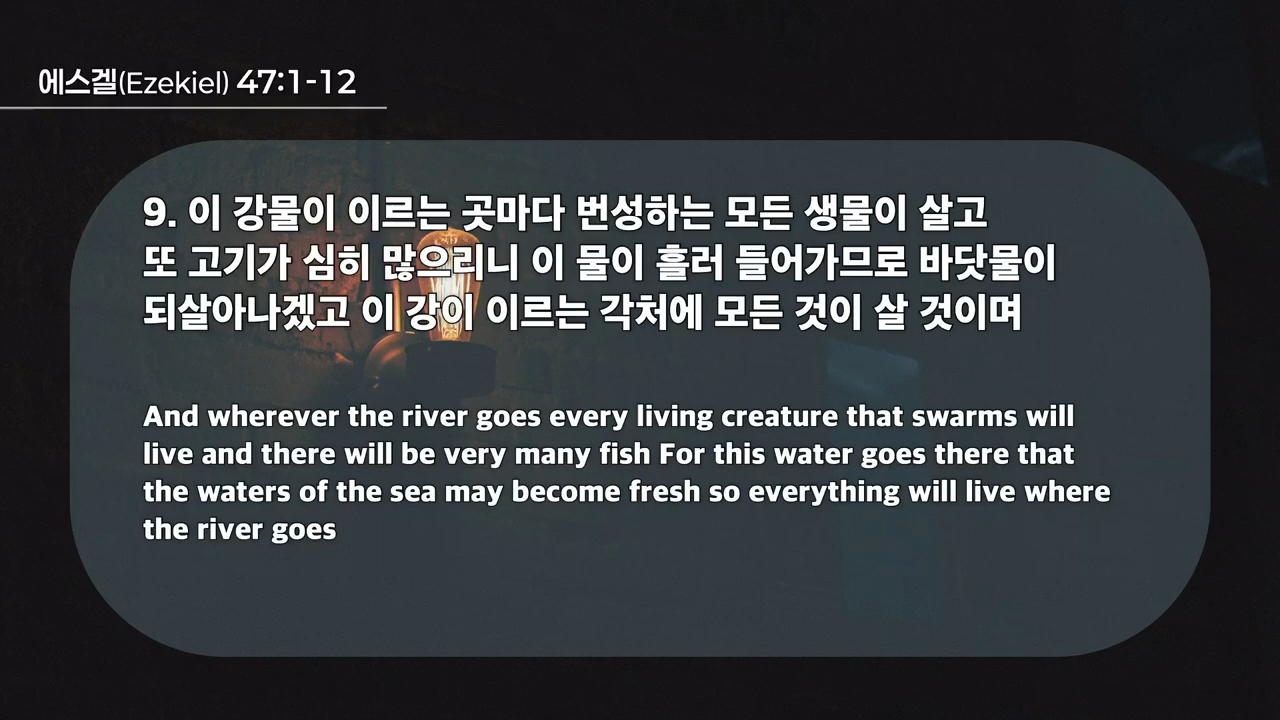 에스겔(Ezekiel) 47:1-12
9. 이 강물이 이르는 곳마다 번성하는 모든 생물이 살고
또 고기가 심히 많으리니 이 물이 흘러 들어가므로 바닷물이
되살아나겠고 이 강이 이르는 각처에 모든 것이 살 것이며
And wherever the river goes every living creature that swarms will
live and there will be very many fish For this water goes there that
the waters of the sea may become fresh so everything will live where
the river goes